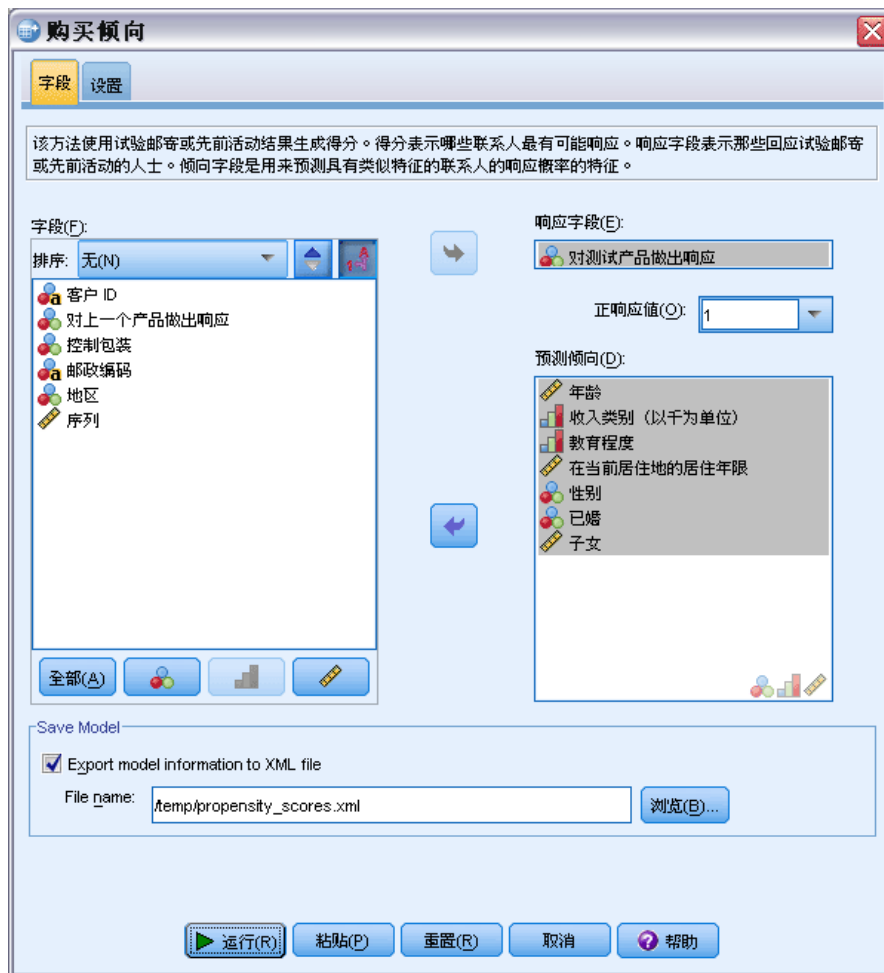 购买倾向
字段 设置
该方法使用试验邮寄或先前活动结果生成得分。得分表示哪些联系人最有可能响应。响应字段表示那些回应试验邮寄
或先前活动的人士。倾向字段是用来预测具有类似特征的联系人的响应概率的特征。
字段(F):
排序: 无(N)
客户 ID
对上一个产品做出响应
控制包装
邮政编码
地区
序列
全部(A)
响应字段(E):
对测试产品做出响应
正响应值(O): 1
预测倾向(D):
年龄
收入类别（以千为单位）
教育程度
在当前居住地的居住年限
性别
已婚
子女
Save Model
Export model information to XML file
File name: /temp/propensity_scores.xml 浏览(B)...
运行(R) 粘贴(P) 重置(R) 取消 帮助